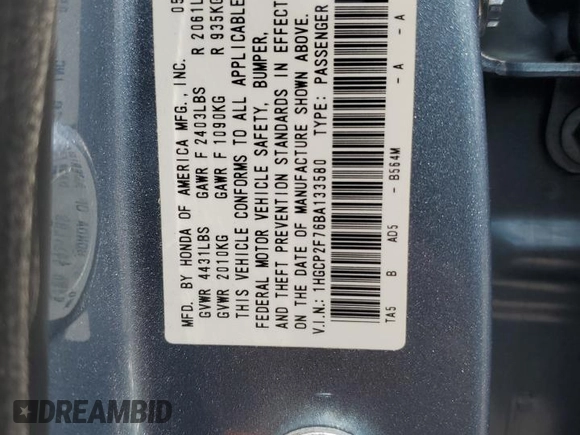 MFD. BY HONDA OF AMERICA MFG., INC. 05
GVWR 4431LBS GAWR F 2403LBS R 2061L
GVWR 2010KG GAWR F 1090KG R 935KG
THIS VEHICLE CONFORMS TO ALL APPLICABLE
FEDERAL MOTOR VEHICLE SAFETY, BUMPER,
AND THEFT PREVENTION STANDARDS IN EFFECT
ON THE DATE OF MANUFACTURE SHOWN ABOVE.
V.I.N.: 1HGCP2F76BA133580 TYPE: PASSENGER
TA5 B AD5 - B564M - A - A
DREAMBID